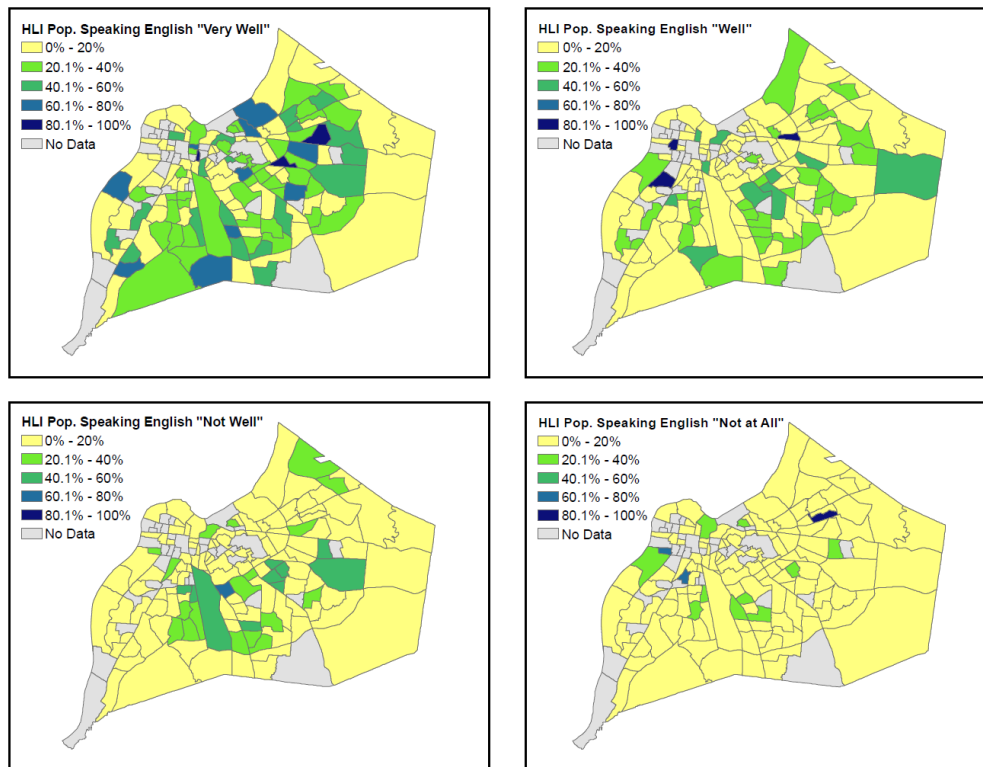 HLI Pop. Speaking English "Very Well"
0% - 20%
20.1% - 40%
40.1% - 60%
60.1% - 80%
80.1% - 100%
No Data
HLI Pop. Speaking English "Well"
0% - 20%
20.1% - 40%
40.1% - 60%
60.1% - 80%
80.1% - 100%
No Data
HLI Pop. Speaking English "Not Well"
0% - 20%
20.1% - 40%
40.1% - 60%
60.1% - 80%
80.1% - 100%
No Data
HLI Pop. Speaking English "Not at All"
0% - 20%
20.1% - 40%
40.1% - 60%
60.1% - 80%
80.1% - 100%
No Data